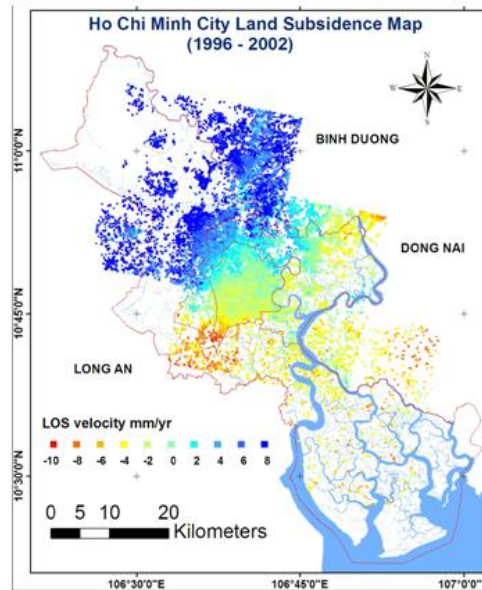 Ho Chi Minh City Land Subsidence Map
(1996 - 2002)
N
W E
S
BINH DUONG
11°0'0"N
DONG NAI
10°45'0"N
LONG AN
LOS velocity mm/yr
-10 -8 -6 -4 -2 0 2 4 6 8
10°30'0"N
0 5 10 20
Kilometers
106°30'0"E 106°45'0"E 107°0'0"E